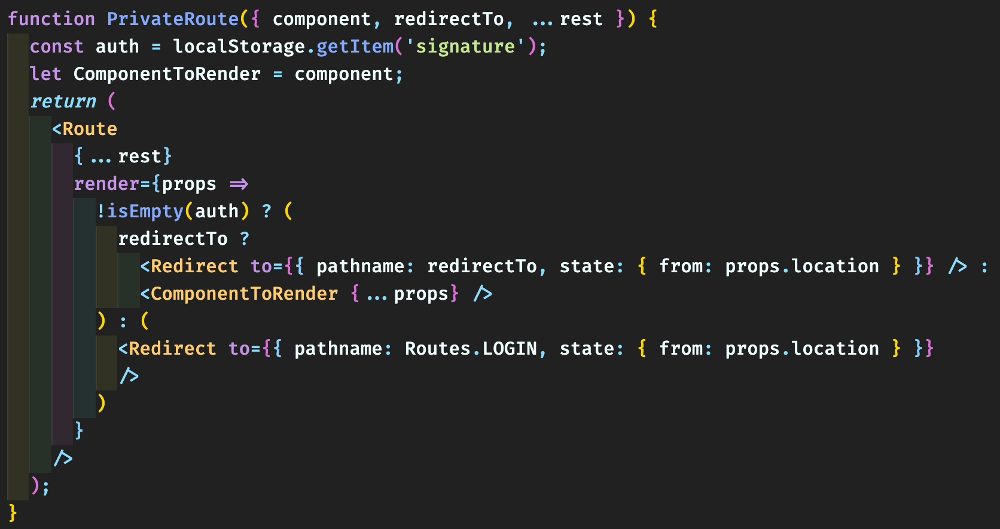 function PrivateRoute({ component, redirectTo, ...rest }) {
  const auth = localStorage.getItem('signature');
  let ComponentToRender = component;
  return (
    <Route
      {...rest}
      render={props =>
        !isEmpty(auth) ? (
          redirectTo ?
            <Redirect to={{ pathname: redirectTo, state: { from: props.location } }} /> :
            <ComponentToRender {...props} />
        ) : (
          <Redirect to={{ pathname: Routes.LOGIN, state: { from: props.location } }}
          />
        )
      }
    />
  );
}